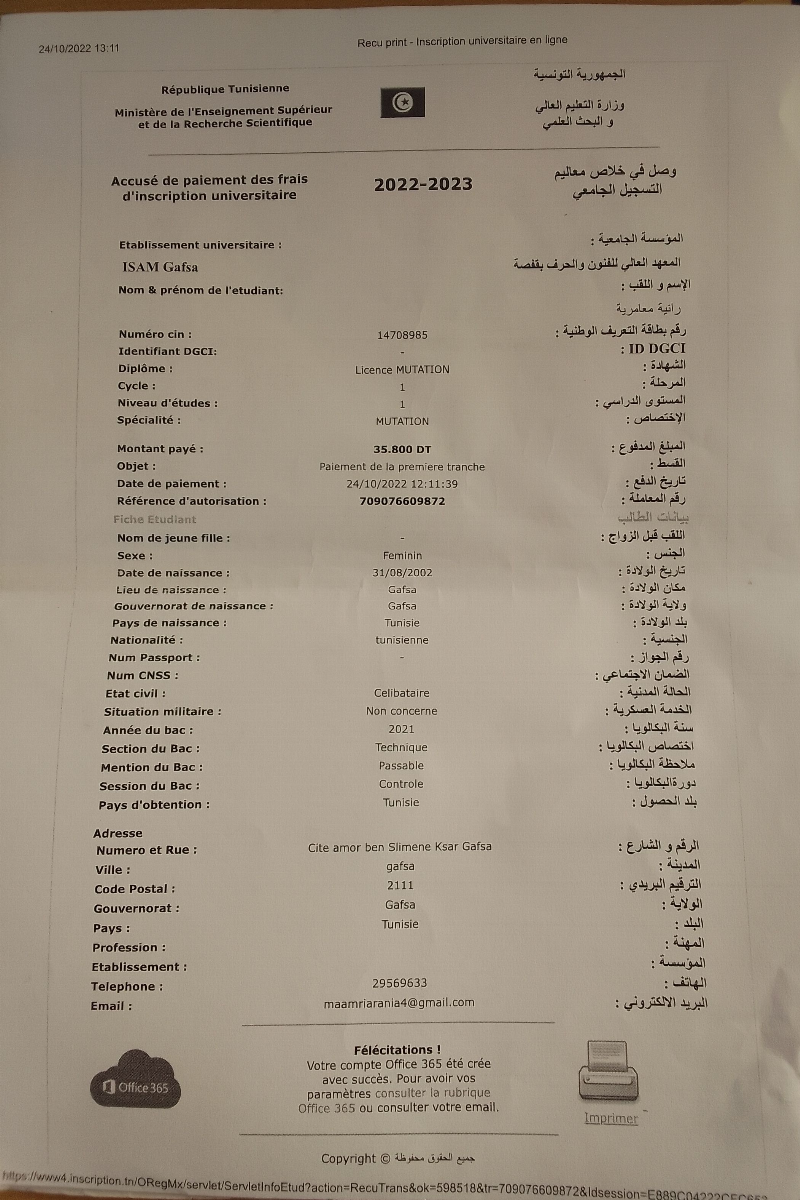 24/10/2022 13:11 Recu print - Inscription universitaire en ligne
République Tunisienne الجمهورية التونسية
Ministère de l'Enseignement Supérieur وزارة التعليم العالي
et de la Recherche Scientifique و البحث العلمي
Accusé de paiement des frais 2022-2023 وصل في خلاص معاليم
d'inscription universitaire التسجيل الجامعي
Etablissement universitaire : المؤسسة الجامعية :
ISAM Gafsa المعهد العالي للفنون والحرف بقفصة
Nom & prénom de l'etudiant: الإسم و اللقب :
رانية معامرية
Numéro cin : 14708985 رقم بطاقة التعريف الوطنية :
Identifiant DGCI: - ID DGCI :
Diplôme : Licence MUTATION الشهادة :
Cycle : 1 المرحلة :
Niveau d'études : 1 المستوى الدراسي :
Spécialité : MUTATION الإختصاص :
Montant payé : 35.800 DT المبلغ المدفوع :
Objet : Paiement de la premiere tranche القسط :
Date de paiement : 24/10/2022 12:11:39 تاريخ الدفع :
Référence d'autorisation : 709076609872 رقم المعاملة :
Fiche Etudiant بيانات الطالب
Nom de jeune fille : - اللقب قبل الزواج :
Sexe : Feminin الجنس :
Date de naissance : 31/08/2002 تاريخ الولادة :
Lieu de naissance : Gafsa مكان الولادة :
Gouvernorat de naissance : Gafsa ولاية الولادة :
Pays de naissance : Tunisie بلد الولادة :
Nationalité : tunisienne الجنسية :
Num Passport : - رقم الجواز :
Num CNSS : الضمان الاجتماعي :
Etat civil : Celibataire الحالة المدنية :
Situation militaire : Non concerne الخدمة العسكرية :
Année du bac : 2021 سنة البكالويا :
Section du Bac : Technique اختصاص البكالويا :
Mention du Bac : Passable ملاحظة البكالويا :
Session du Bac : Controle دورةالبكالويا :
Pays d'obtention : Tunisie بلد الحصول :
Adresse
Numero et Rue : Cite amor ben Slimene Ksar Gafsa الرقم و الشارع :
Ville : gafsa المدينة :
Code Postal : 2111 الترقيم البريدي :
Gouvernorat : Gafsa الولاية :
Pays : Tunisie البلد :
Profession : المهنة :
Etablissement : المؤسسة :
Telephone : 29569633 الهاتف :
Email : maamriarania4@gmail.com البريد الالكتروني :
Office 365
Félécitations !
Votre compte Office 365 été crée
avec succès. Pour avoir vos
paramètres consulter la rubrique
Office 365 ou consulter votre email.
Imprimer
Copyright © جميع الحقوق محفوظة
https://www4.inscription.tn/ORegMx/servlet/ServletInfoEtud?action=RecuTrans&ok=598518&tr=709076609872&Idsession=E889C04222CEC653